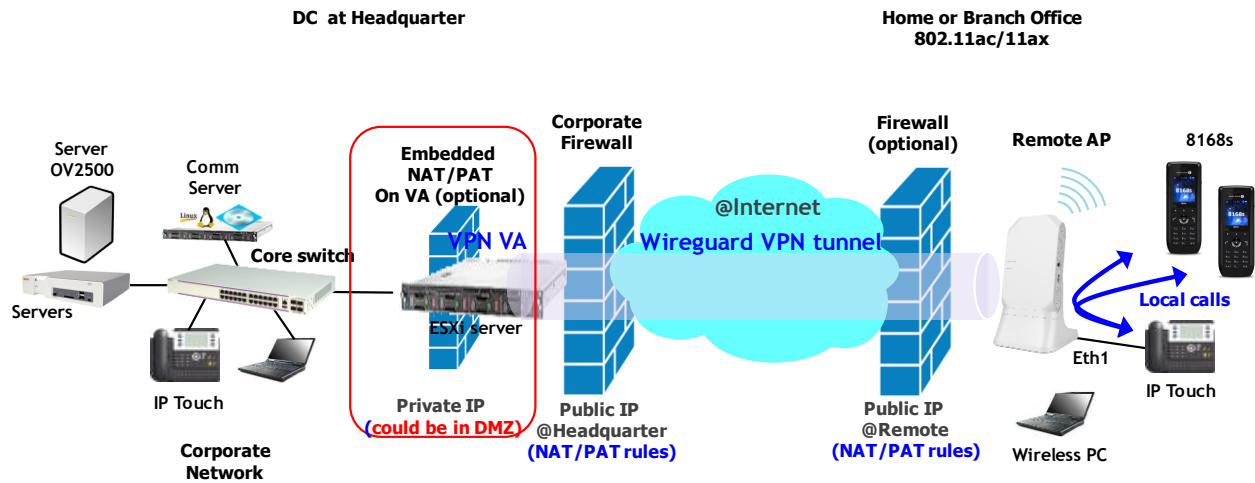 DC at Headquarter
Home or Branch Office
802.11ac/11ax
Server
OV2500
Comm
Server
Linux
Servers
Core switch
IP Touch
Corporate
Network
Embedded
NAT/PAT
On VA (optional)
VPN VA
ESXi server
Private IP
(could be in DMZ)
Corporate
Firewall
Public IP
@Headquarter
(NAT/PAT rules)
@Internet
Wireguard VPN tunnel
Firewall
(optional)
Public IP
@Remote
(NAT/PAT rules)
Remote AP
8168s
8168s
8168s
Local calls
Eth1
IP Touch
Wireless PC